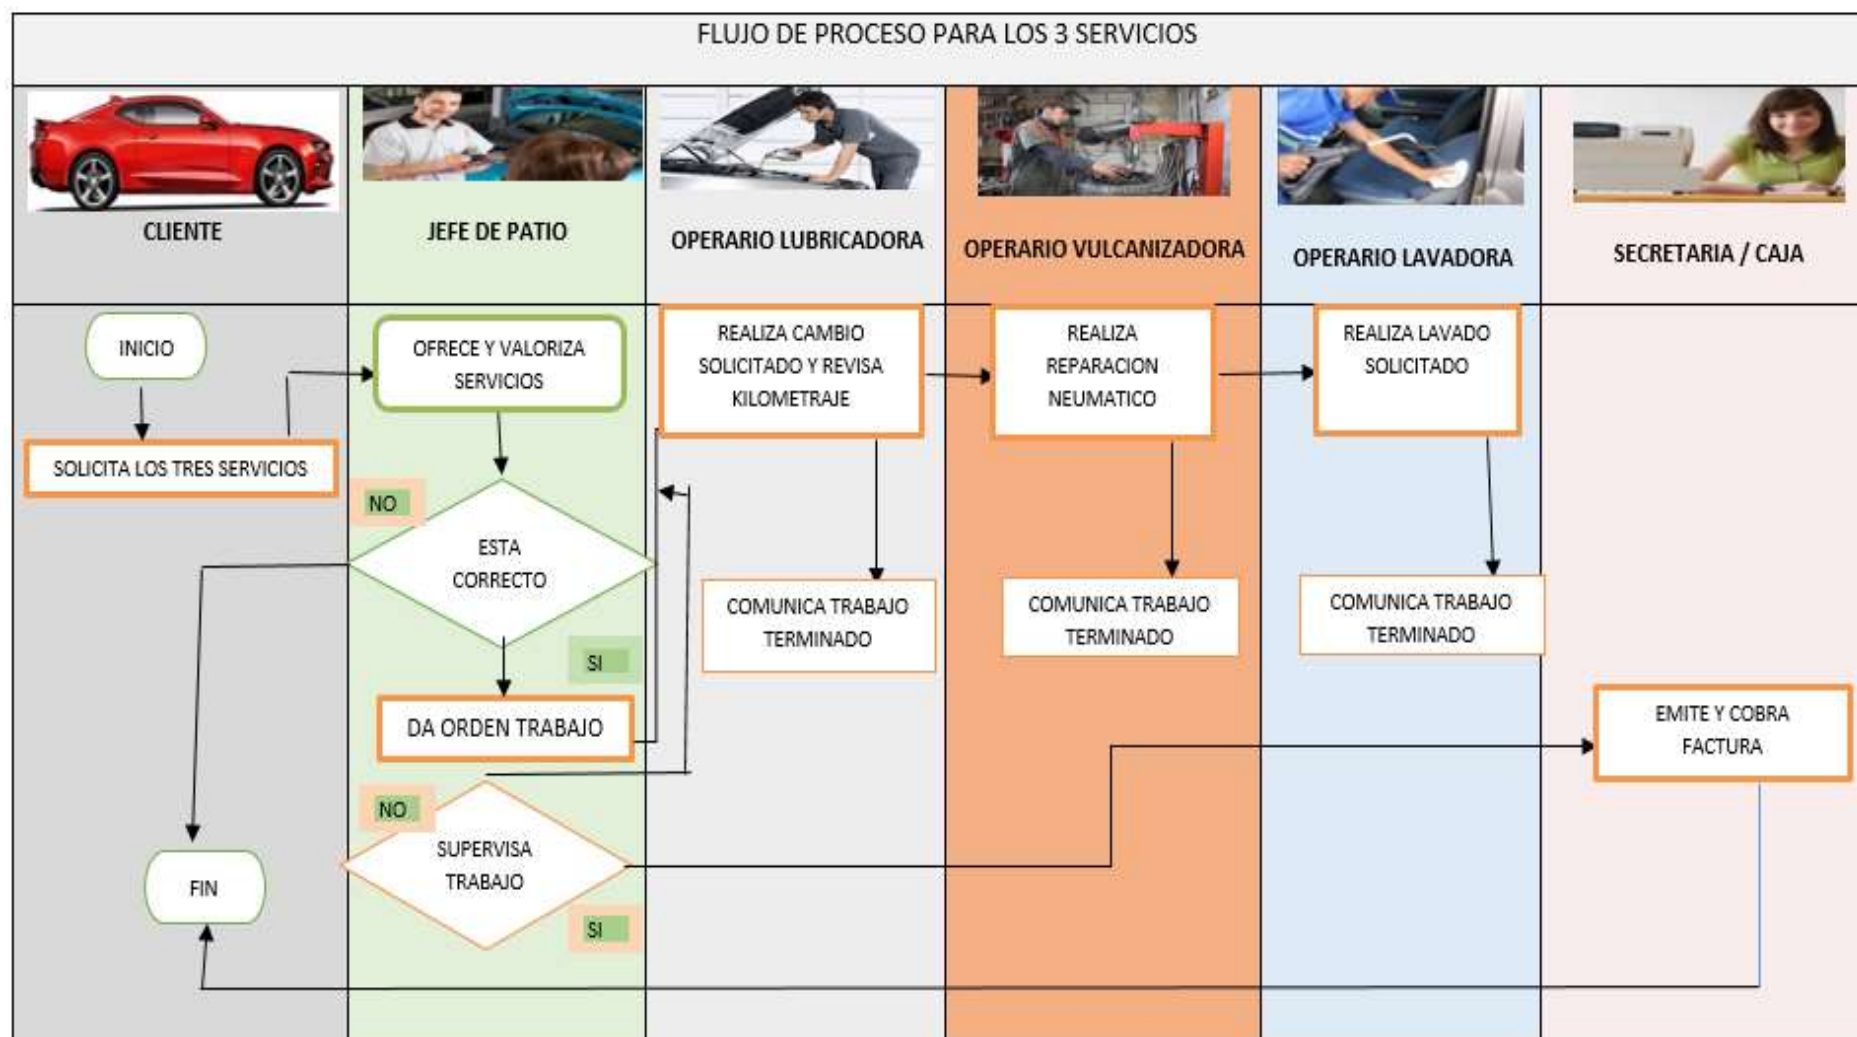 FLUJO DE PROCESO PARA LOS 3 SERVICIOS
CLIENTE
JEFE DE PATIO
OPERARIO LUBRICADORA
OPERARIO VULCANIZADORA
OPERARIO LAVADORA
SECRETARIA / CAJA
INICIO
SOLICITA LOS TRES SERVICIOS
OFRECE Y VALORIZA
SERVICIOS
NO
ESTA
CORRECTO
SI
DA ORDEN TRABAJO
NO
SUPERVISA
TRABAJO
SI
REALIZA CAMBIO
SOLICITADO Y REVISA
KILOMETRAJE
COMUNICA TRABAJO
TERMINADO
REALIZA
REPARACION
NEUMATICO
COMUNICA TRABAJO
TERMINADO
REALIZA LAVADO
SOLICITADO
COMUNICA TRABAJO
TERMINADO
EMITE Y COBRA
FACTURA
FIN